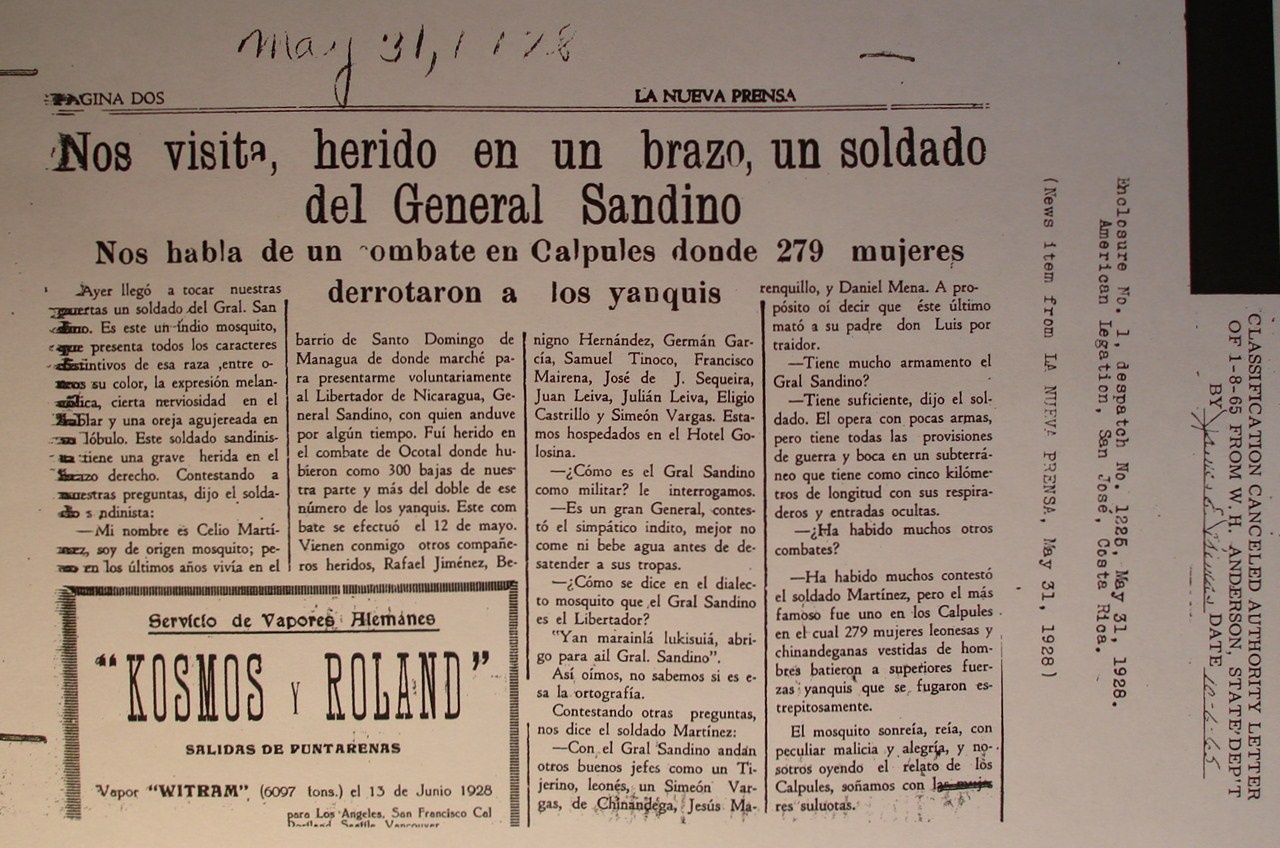 May 31, 1928
PAGINA DOS
LA NUEVA PRENSA
Nos visita, herido en un brazo, un soldado
del General Sandino
Nos habla de un combate en Calpules donde 279 mujeres
derrotaron a los yanquis
Ayer llegó a tocar nuestras
puertas un soldado del Gral. San
dino. Es este un indio mosquito,
que presenta todos los caracteres
distintivos de esa raza ,entre o-
tros su color, la expresión melan-
cólica, cierta nerviosidad en el
hablar y una oreja agujereada en
su lóbulo. Este soldado sandinis-
ta tiene una grave herida en el
brazo derecho. Contestando a
nuestras preguntas, dijo el solda-
do s ndinista:
—Mi nombre es Celio Martí-
nez, soy de origen mosquito; pe-
ro en los últimos años vivía en el
barrio de Santo Domingo de
Managua de donde marché pa-
ra presentarme voluntariamente
al Libertador de Nicaragua, Ge-
neral Sandino, con quien anduve
por algún tiempo. Fuí herido en
el combate de Ocotal donde hu-
bieron como 300 bajas de nues-
tra parte y más del doble de ese
número de los yanquis. Este com
bate se efectuó el 12 de mayo.
Vienen conmigo otros compañe-
ros heridos, Rafael Jiménez, Be-
nigno Hernández, Germán Gar-
cía, Samuel Tinoco, Francisco
Mairena, José de J. Sequeira,
Juan Leiva, Julián Leiva, Eligio
Castrillo y Simeón Vargas. Esta-
mos hospedados en el Hotel Go-
losina.
—¿Cómo es el Gral Sandino
como militar? le interrogamos.
—Es un gran General, contes-
tó el simpático indito, mejor no
come ni bebe agua antes de de-
satender a sus tropas.
—¿Cómo se dice en el dialec-
to mosquito que el Gral Sandino
es el Libertador?
"Yan marainlá lukisuiá, abri-
go para ail Gral. Sandino".
Así oímos, no sabemos si es e-
sa la ortografía.
Contestando otras preguntas,
nos dice el soldado Martínez:
—Con el Gral Sandino andan
otros buenos jefes como un Ti-
jerino, leonés, un Simeón Var-
gas, de Chinandega, Jesús Ma-
renquillo, y Daniel Mena. A pro-
pósito oí decir que éste último
mató a su padre don Luis por
traidor.
—Tiene mucho armamento el
Gral Sandino?
—Tiene suficiente, dijo el sol-
dado. El opera con pocas armas,
pero tiene todas las provisiones
de guerra y boca en un subterrá-
neo que tiene como cinco kilóme-
tros de longitud con sus respira-
deros y entradas ocultas.
—¿Ha habido muchos otros
combates?
—Ha habido muchos contestó
el soldado Martínez, pero el más
famoso fue uno en los Calpules
en el cual 279 mujeres leonesas y
chinandeganas vestidas de hom-
bres batieron a superiores fuer-
zas yanquis que se fugaron es-
trepitosamente.
El mosquito sonreía, reía, con
peculiar malicia y alegría, y no-
sotros oyendo el relato de los
Calpules, soñamos con las muje
res suluotas.
Servicio de Vapores Alemánes
"KOSMOS Y ROLAND"
SALIDAS DE PUNTARENAS
Vapor "WITRAM", (6097 tons.) el 13 de Junio 1928
para Los Angeles, San Francisco Cal
Portland Seattle Vancouver
Enclosure No. 1, despatch No. 1225, May 31, 1928.
American Legation, San José, Costa Rica.
(News item from LA NUEVA PRENSA, May 31, 1928)
CLASSIFICATION CANCELED AUTHORITY LETTER
OF 1-8-65 FROM W. H. ANDERSON, STATE DEP'T
BY DATE 10-6-65